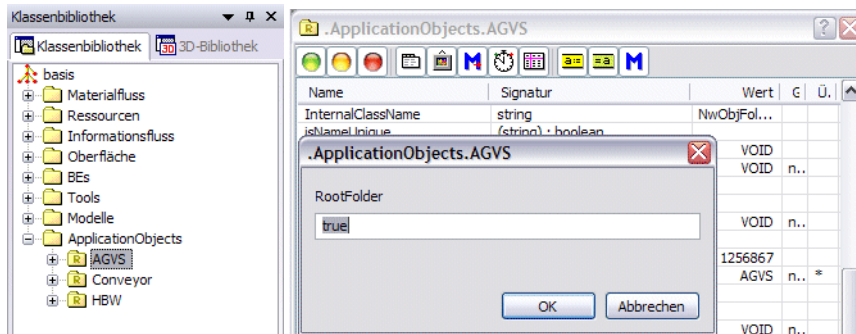 Klassenbibliothek
Klassenbibliothek 3D-Bibliothek
basis
Materialfluss
Ressourcen
Informationsfluss
Oberfläche
BEs
Tools
Modelle
ApplicationObjects
R AGVS
R Conveyor
R HBW
R .ApplicationObjects.AGVS
M a:= =a M
Name Signatur Wert G Ü.
InternalClassName string NwObjFol...
isNameUnique (string) : boolean
VOID
VOID n..
VOID n..
1256867
AGVS n.. *
VOID n..
.ApplicationObjects.AGVS
RootFolder
true
OK Abbrechen